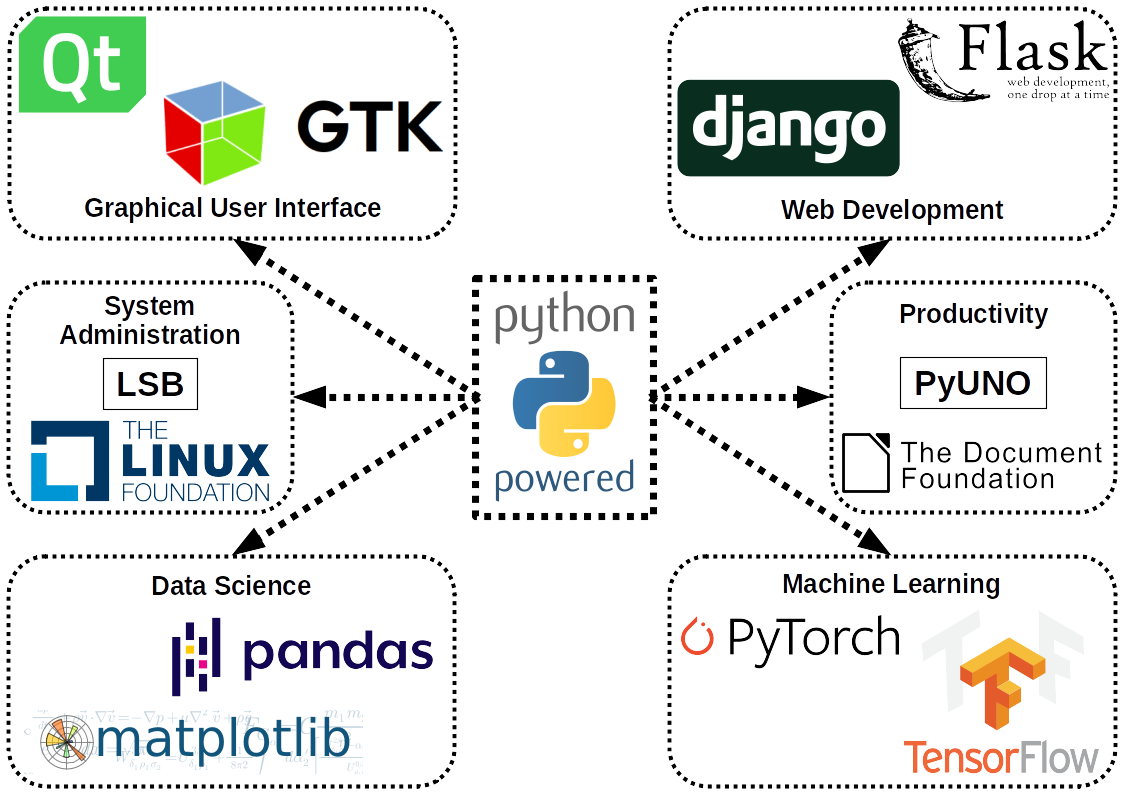 Qt
GTK
Graphical User Interface
Flask
web development,
one drop at a time
django
Web Development
System
Administration
LSB
THE
LINUX
FOUNDATION
python
powered
Productivity
PyUNO
The Document
Foundation
Data Science
pandas
matplotlib
Machine Learning
PyTorch
TF
TensorFlow